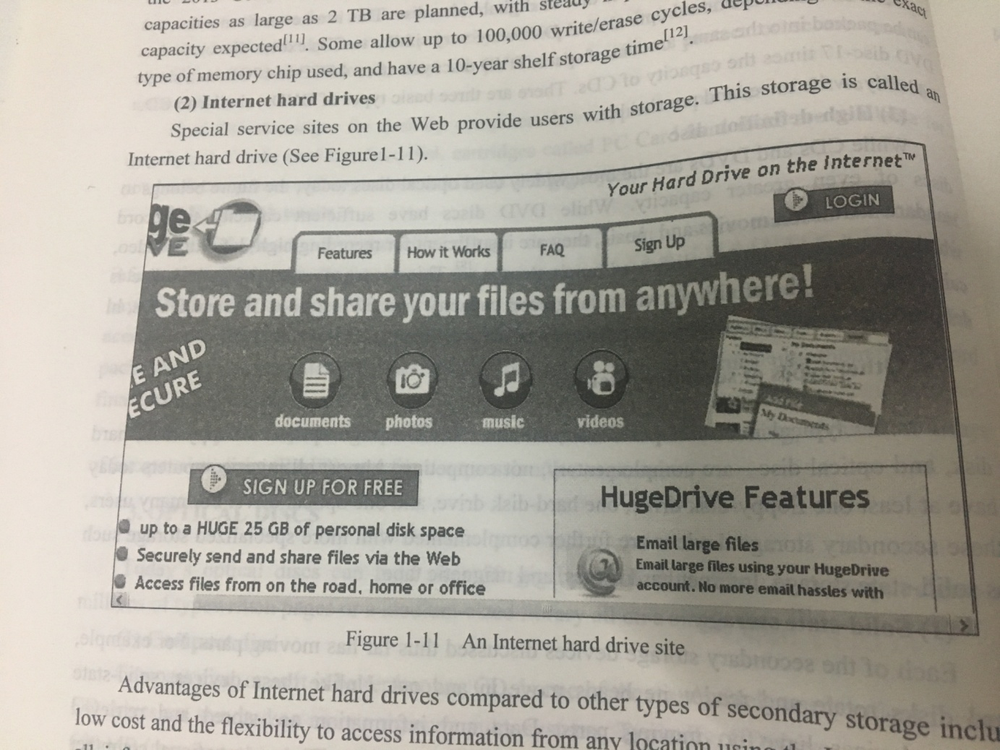 capacities as large as 2 TB are planned, with steady
capacity expected[11]. Some allow up to 100,000 write/erase cycles, depending exact
type of memory chip used, and have a 10-year shelf storage time[12].
(2) Internet hard drives
Special service sites on the Web provide users with storage. This storage is called an
Internet hard drive (See Figure1-11).
Your Hard Drive on the Internet™
LOGIN
ge
VE
Features How it Works FAQ Sign Up
Store and share your files from anywhere!
E AND
ECURE
documents photos music videos
My Documents
SIGN UP FOR FREE
up to a HUGE 25 GB of personal disk space
Securely send and share files via the Web
Access files from on the road, home or office
HugeDrive Features
Email large files
Email large files using your HugeDrive
account. No more email hassles with
Figure 1-11 An Internet hard drive site
Advantages of Internet hard drives compared to other types of secondary storage inclu
low cost and the flexibility to access information from any location using the